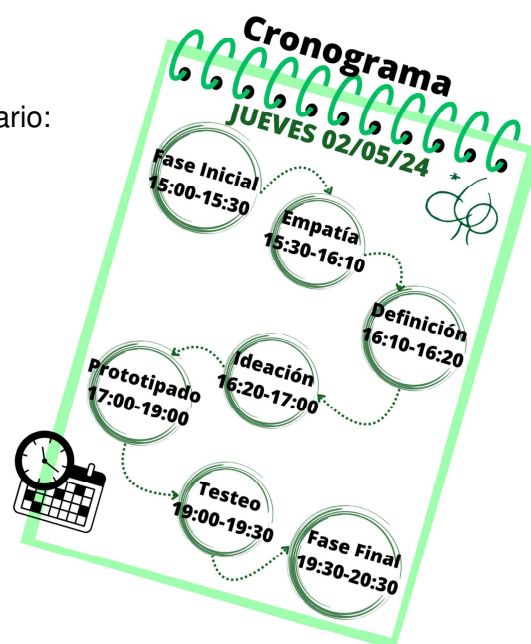 ario:
Cronograma
JUEVES 02/05/24
Fase Inicial
15:00-15:30
Empatía
15:30-16:10
Definición
16:10-16:20
Ideación
16:20-17:00
Prototipado
17:00-19:00
Testeo
19:00-19:30
Fase Final
19:30-20:30